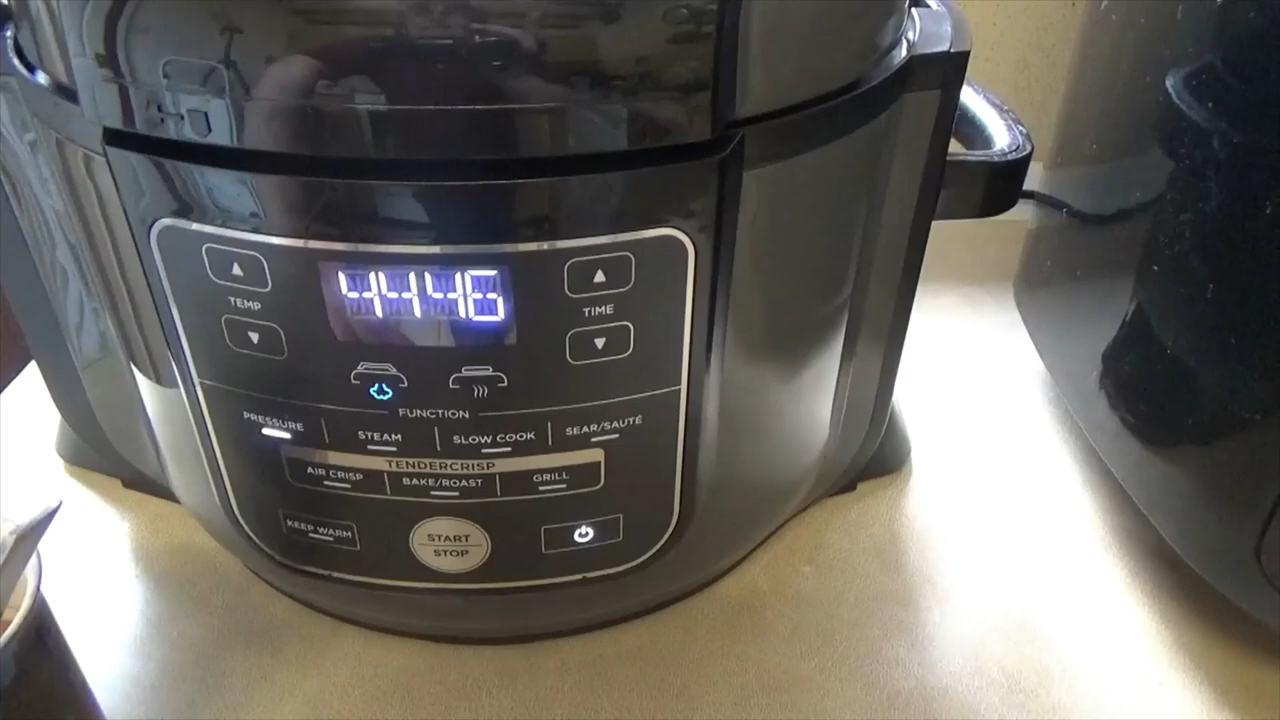 4446
TEMP
TIME
FUNCTION
PRESSURE
STEAM
SLOW COOK
SEAR/SAUTÉ
TENDERCRISP
AIR CRISP
BAKE/ROAST
GRILL
KEEP WARM
START
STOP